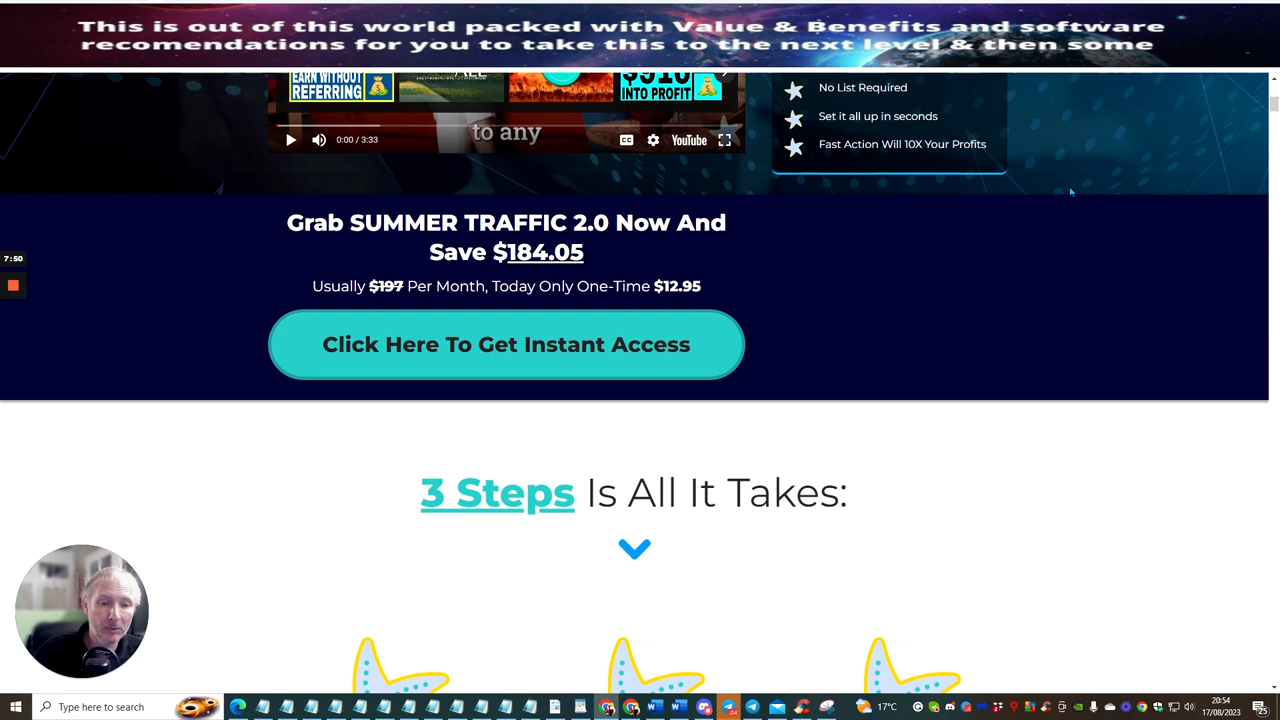 This is out of this world packed with Value & Benefits and software
recomendations for you to take this to the next level & then some
EARN WITHOUT
REFERRING
ALL
$910
INTO PROFIT
to any
0:00 / 3:33
CC
YouTube
No List Required
Set it all up in seconds
Fast Action Will 10X Your Profits
7:50
Grab SUMMER TRAFFIC 2.0 Now And
Save $184.05
Usually $197 Per Month, Today Only One-Time $12.95
Click Here To Get Instant Access
3 Steps Is All It Takes:
Type here to search
17°C
20:54
17/08/2023